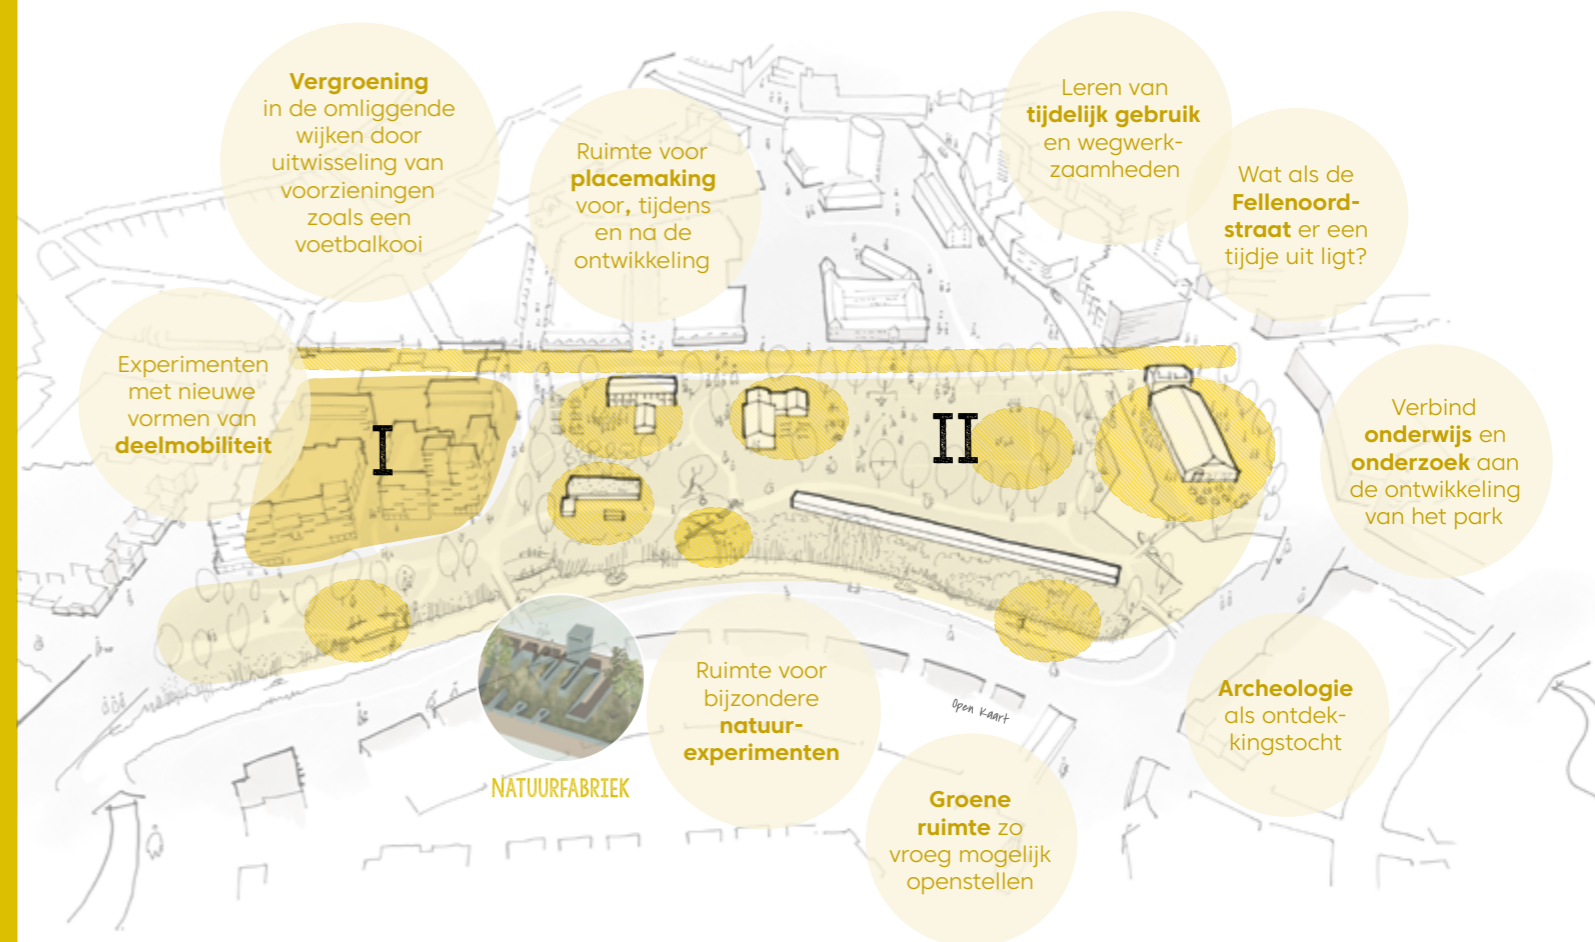 Vergroening
in de omliggende
wijken door
uitwisseling van
voorzieningen
zoals een
voetbalkooi
Ruimte voor
placemaking
voor, tijdens
en na de
ontwikkeling
Leren van
tijdelijk gebruik
en wegwerk-
zaamheden
Wat als de
Fellenoord-
straat er een
tijdje uit ligt?
Experimenten
met nieuwe
vormen van
deelmobiliteit
I
II
Verbind
onderwijs en
onderzoek aan
de ontwikkeling
van het park
NATUURFABRIEK
Ruimte voor
bijzondere
natuur-
experimenten
Open Kaart
Groene
ruimte zo
vroeg mogelijk
openstellen
Archeologie
als ontdek-
kingstocht